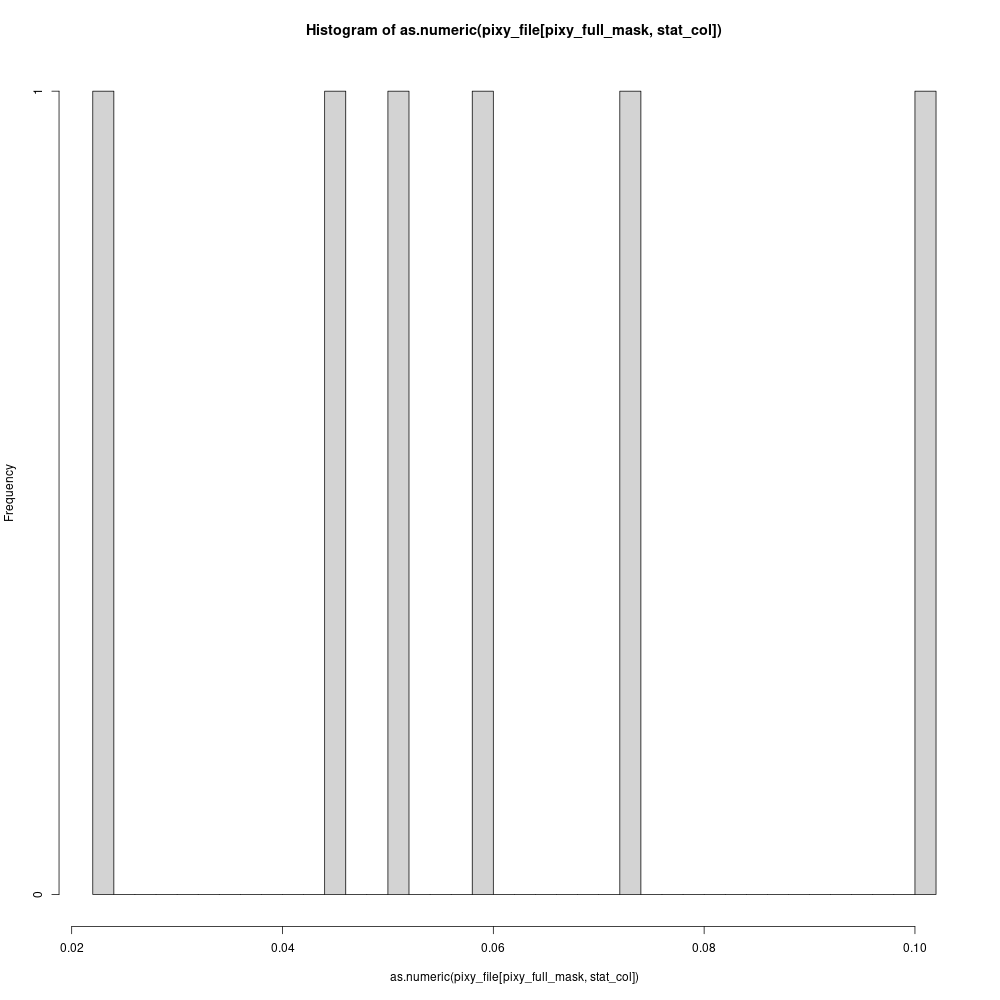 Histogram of as.numeric(pixy_file[pixy_full_mask, stat_col])
1
Frequency
0
0.02 0.04 0.06 0.08 0.10
as.numeric(pixy_file[pixy_full_mask, stat_col])